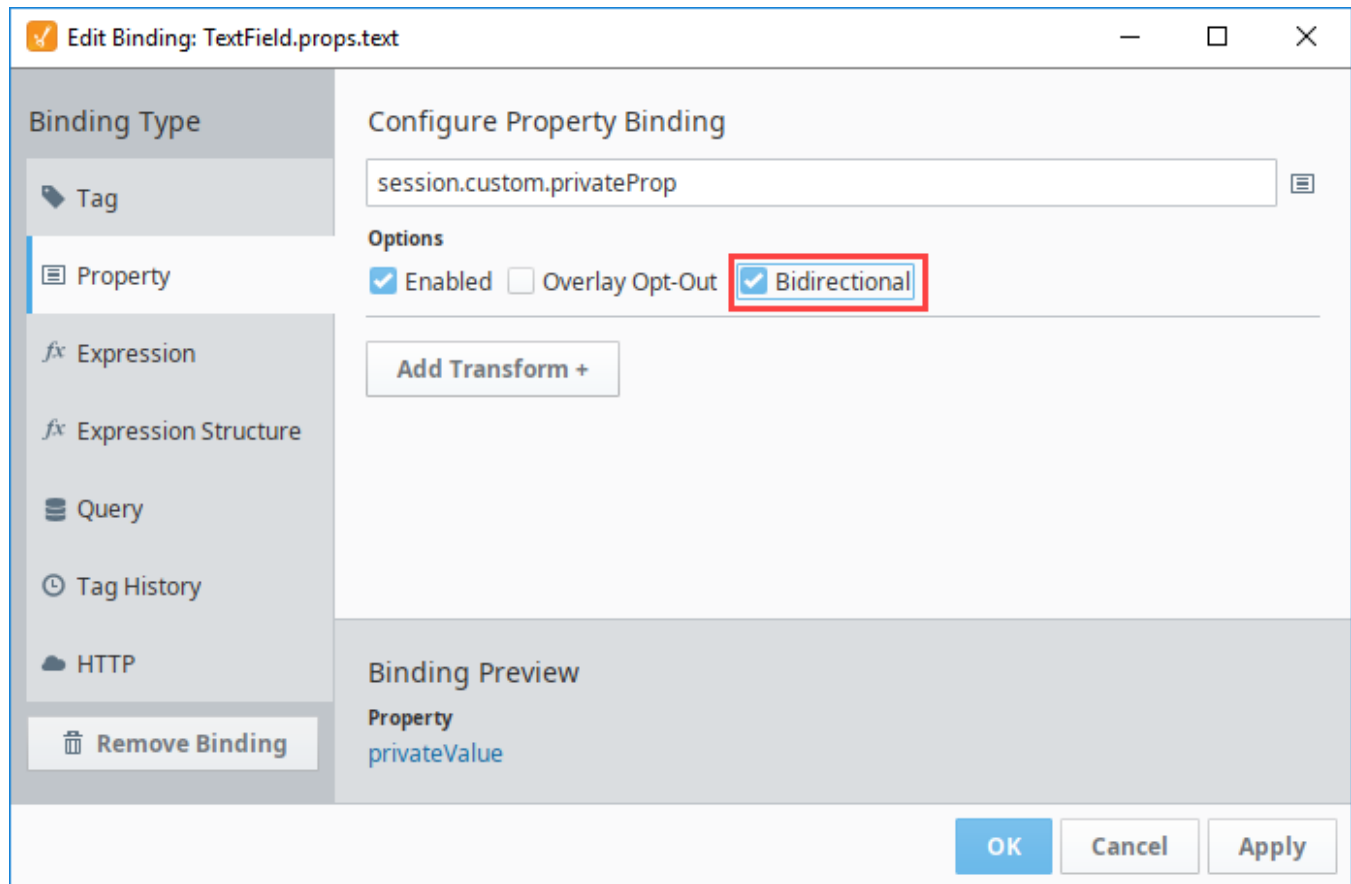 Edit Binding: TextField.props.text
Binding Type
Tag
Property
fx Expression
fx Expression Structure
Query
Tag History
HTTP
Remove Binding
Configure Property Binding
session.custom.privateProp
Options
Enabled Overlay Opt-Out Bidirectional
Add Transform +
Binding Preview
Property
privateValue
OK Cancel Apply